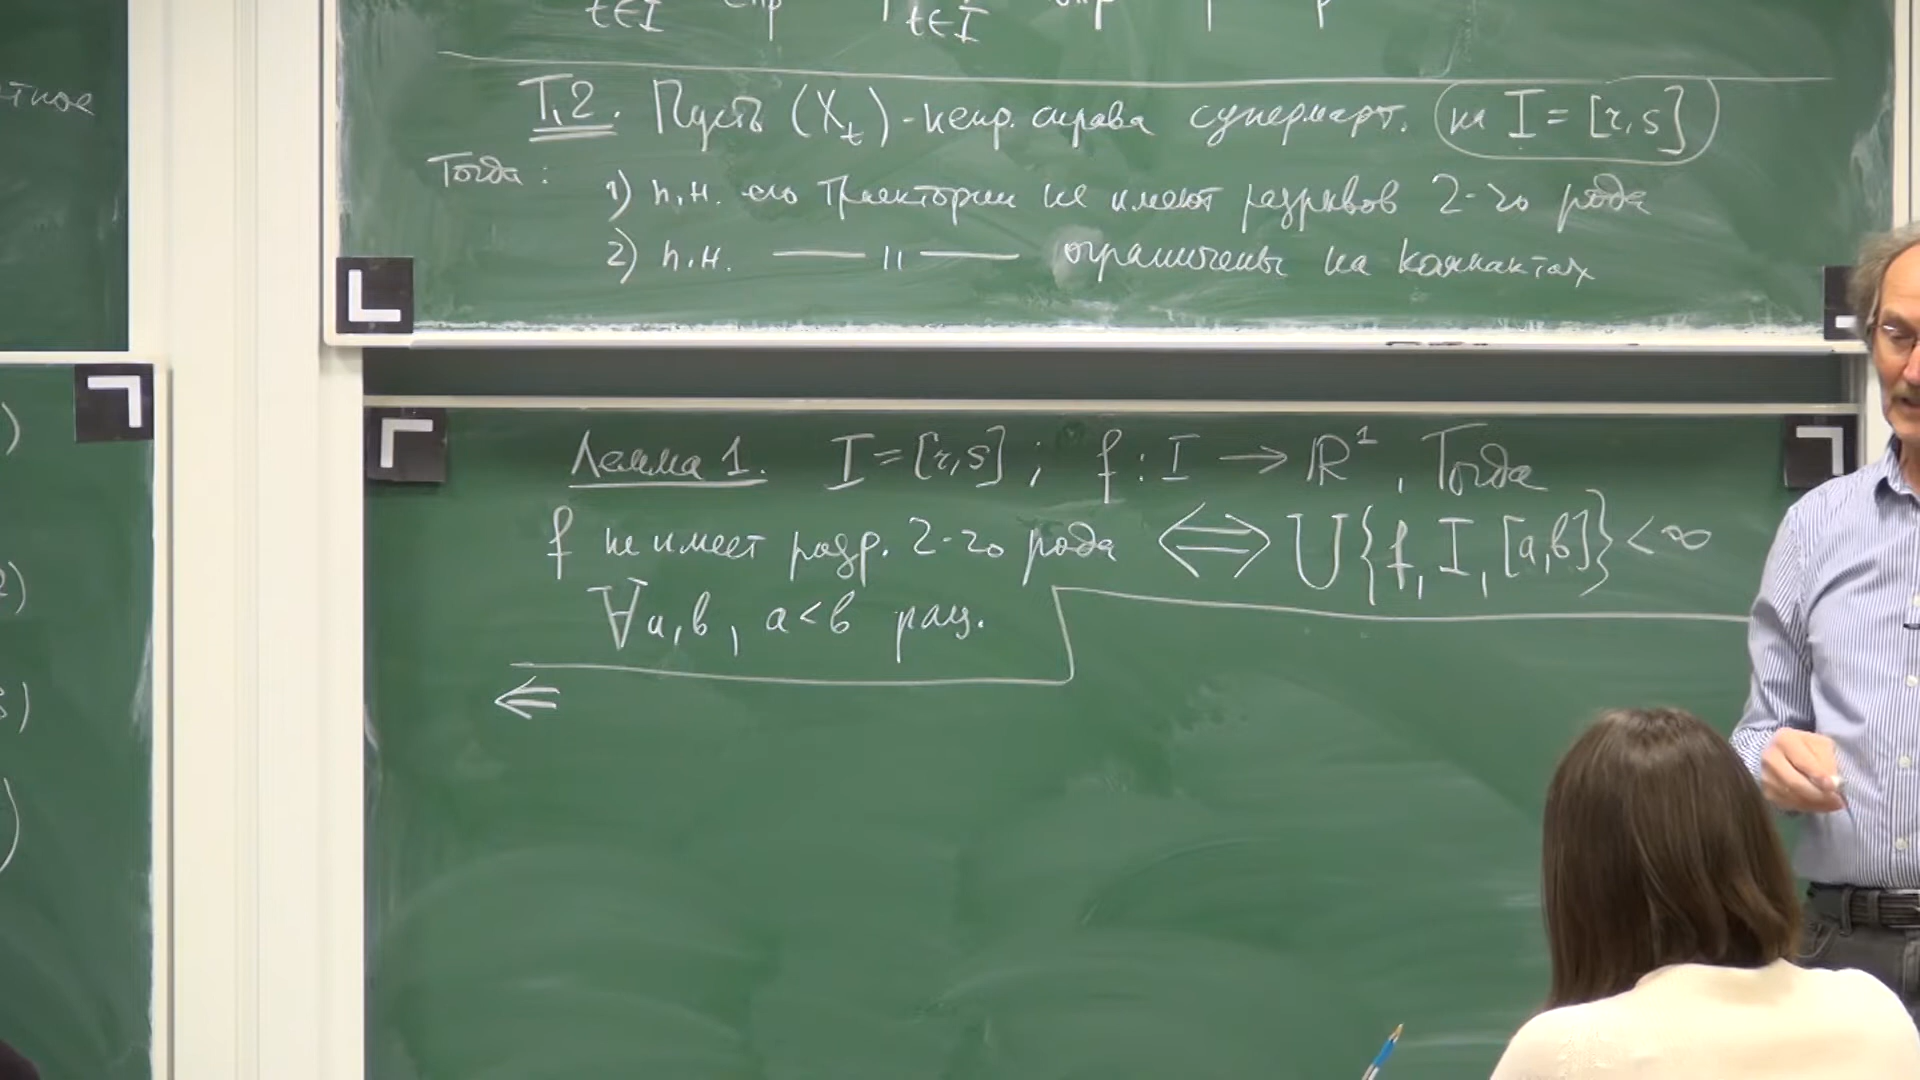 t∈I t∈I
Т.2. Пусть (X_t) - непр. справа супермарт. на I = [r, s]
Тогда:
1) п.н. его траектории не имеют разрывов 2-го рода
2) п.н. —— 〃 —— ограничены на компактах
Лемма 1. I = [r, s] ; f : I → ℝ¹, Тогда
f не имеет разр. 2-го рода ⟺ U{f, I, [a, b]} < ∞
∀ a, b, a < b рац.
⇐